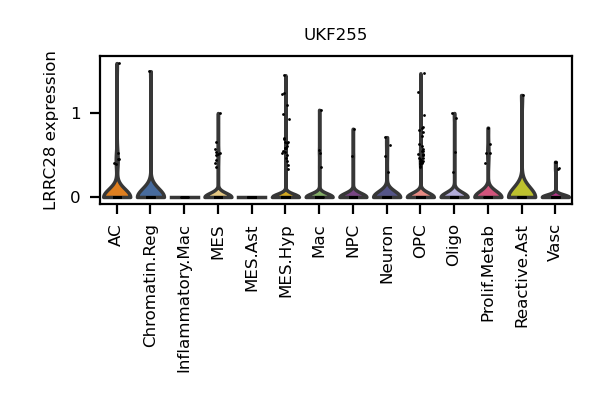 UKF255
LRRC28 expression
1
0
AC
Chromatin.Reg
Inflammatory.Mac
MES
MES.Ast
MES.Hyp
Mac
NPC
Neuron
OPC
Oligo
Prolif.Metab
Reactive.Ast
Vasc